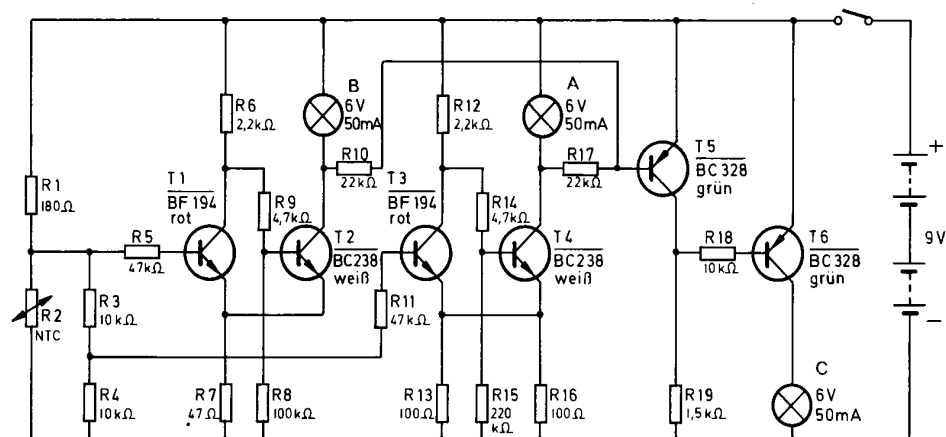 R1
180Ω
R2
NTC
R3
10kΩ
R4
10kΩ
R5
47kΩ
R6
2,2kΩ
T1
BF 194
rot
R7
47Ω
R8
100kΩ
R9
4,7kΩ
B
6V
50mA
R10
22kΩ
T2
BC238
weiß
T3
BF 194
rot
R11
47kΩ
R12
2,2kΩ
R13
100Ω
R14
4,7kΩ
R15
220
kΩ
A
6V
50mA
R17
22kΩ
T4
BC238
weiß
R16
100Ω
T5
BC 328
grün
R18
10kΩ
R19
1,5kΩ
T6
BC 328
grün
C
6V
50mA
+
9V
−